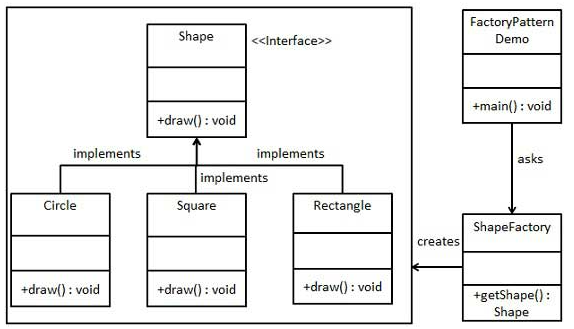 Shape
<<Interface>>
+draw() : void
implements
implements
implements
Circle
+draw() : void
Square
+draw() : void
Rectangle
+draw() : void
FactoryPattern
Demo
+main() : void
asks
ShapeFactory
+getShape() :
Shape
creates